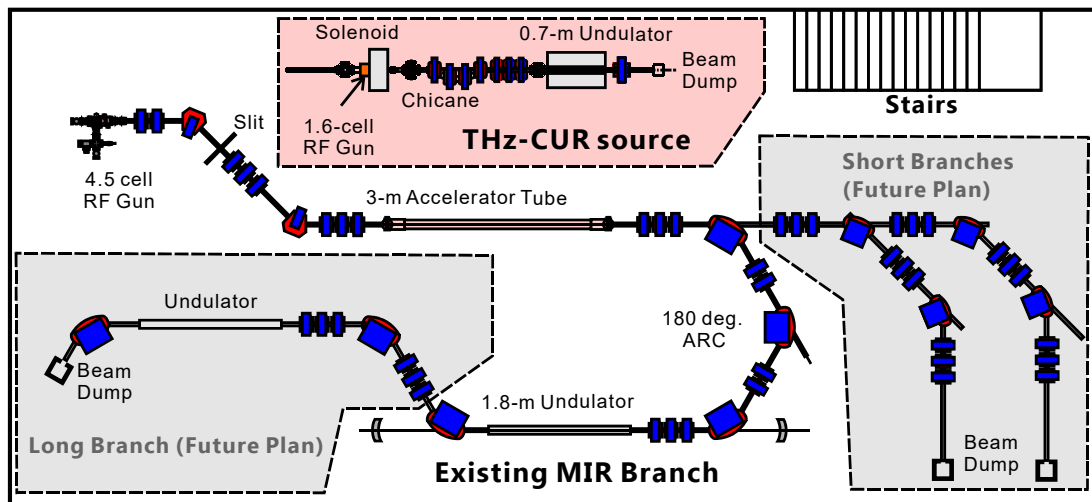 Solenoid
0.7-m Undulator
Beam
Dump
Chicane
Stairs
1.6-cell
RF Gun
THz-CUR source
Slit
4.5 cell
RF Gun
Short Branches
(Future Plan)
3-m Accelerator Tube
Undulator
180 deg.
ARC
Beam
Dump
1.8-m Undulator
Long Branch (Future Plan)
Existing MIR Branch
Beam
Dump